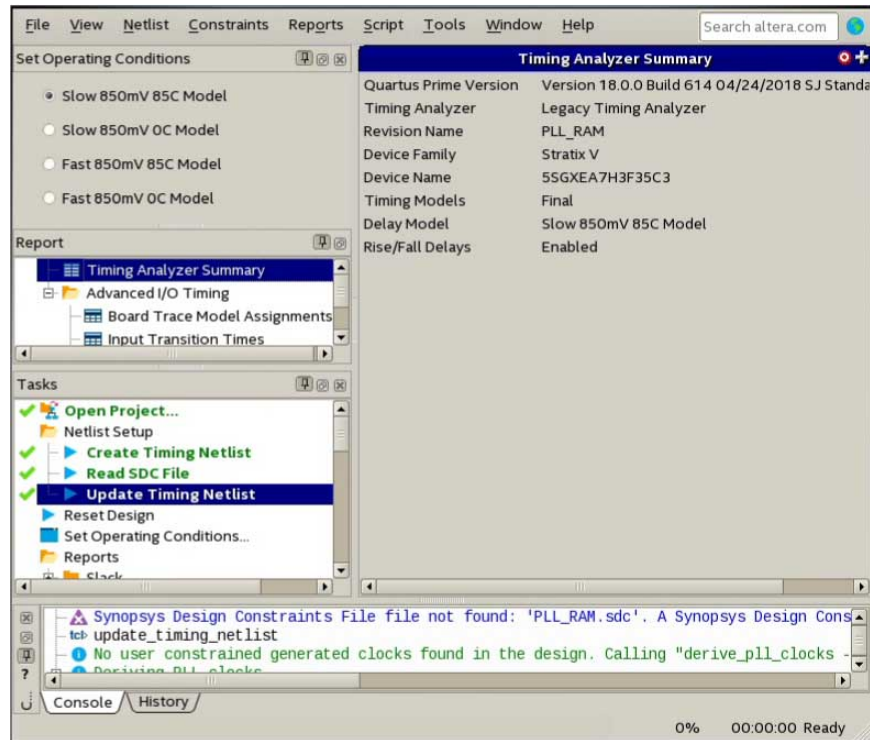 File View Netlist Constraints Reports Script Tools Window Help Search altera.com
Set Operating Conditions
Slow 850mV 85C Model
Slow 850mV 0C Model
Fast 850mV 85C Model
Fast 850mV 0C Model
Report
Timing Analyzer Summary
Advanced I/O Timing
Board Trace Model Assignments
Input Transition Times
Tasks
Open Project...
Netlist Setup
Create Timing Netlist
Read SDC File
Update Timing Netlist
Reset Design
Set Operating Conditions...
Reports
Slack
Timing Analyzer Summary
Quartus Prime Version Version 18.0.0 Build 614 04/24/2018 SJ Standa
Timing Analyzer Legacy Timing Analyzer
Revision Name PLL_RAM
Device Family Stratix V
Device Name 5SGXEA7H3F35C3
Timing Models Final
Delay Model Slow 850mV 85C Model
Rise/Fall Delays Enabled
Synopsys Design Constraints File file not found: 'PLL_RAM.sdc'. A Synopsys Design Cons
tcl> update_timing_netlist
No user constrained generated clocks found in the design. Calling "derive_pll_clocks -
Deriving PLL clocks
Console History
0% 00:00:00 Ready